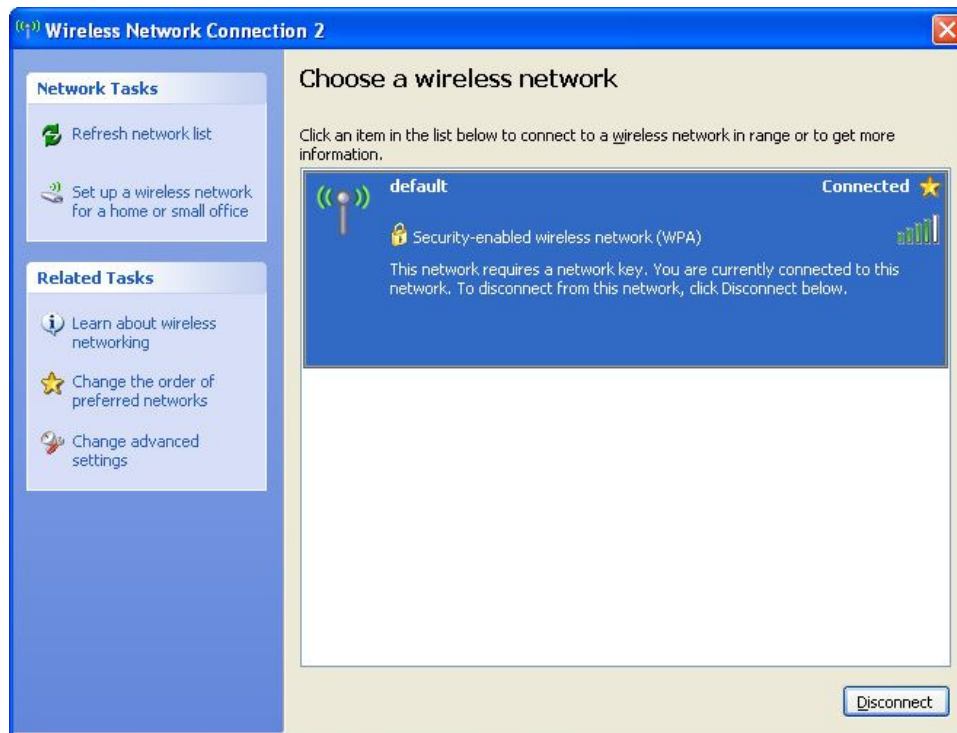 Wireless Network Connection 2
Network Tasks
Refresh network list
Set up a wireless network
for a home or small office
Related Tasks
Learn about wireless
networking
Change the order of
preferred networks
Change advanced
settings
Choose a wireless network
Click an item in the list below to connect to a wireless network in range or to get more
information.
default
Connected
Security-enabled wireless network (WPA)
This network requires a network key. You are currently connected to this
network. To disconnect from this network, click Disconnect below.
Disconnect